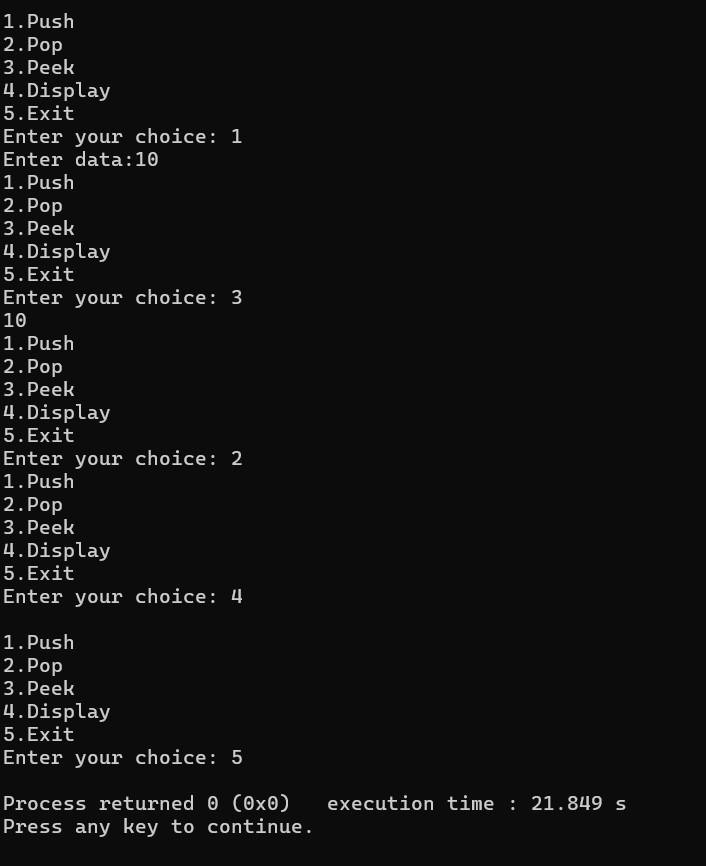 1.Push
2.Pop
3.Peek
4.Display
5.Exit
Enter your choice: 1
Enter data:10
1.Push
2.Pop
3.Peek
4.Display
5.Exit
Enter your choice: 3
10
1.Push
2.Pop
3.Peek
4.Display
5.Exit
Enter your choice: 2
1.Push
2.Pop
3.Peek
4.Display
5.Exit
Enter your choice: 4

1.Push
2.Pop
3.Peek
4.Display
5.Exit
Enter your choice: 5

Process returned 0 (0x0)   execution time : 21.849 s
Press any key to continue.